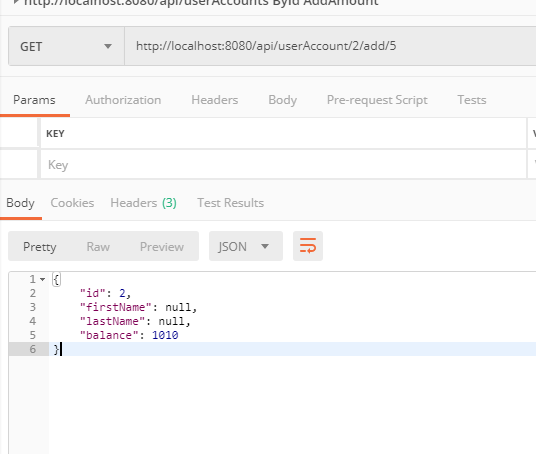 http://localhost:8080/api/userAccounts ById AddAmount
GET http://localhost:8080/api/userAccount/2/add/5
Params Authorization Headers Body Pre-request Script Tests
KEY
Key
Body Cookies Headers (3) Test Results
Pretty Raw Preview JSON
1 {
2 "id": 2,
3 "firstName": null,
4 "lastName": null,
5 "balance": 1010
6 }